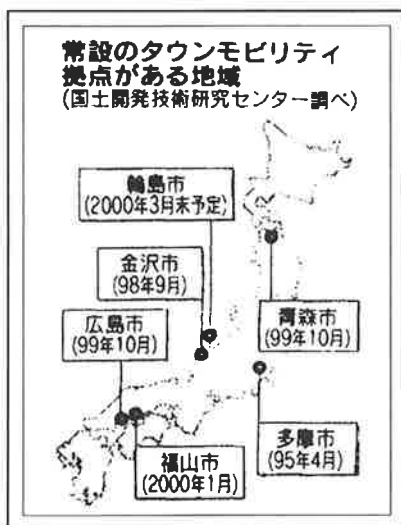 常設のタウンモビリティ
拠点がある地域
(国土開発技術研究センター調べ)
輪島市
(2000年3月末予定)
金沢市
(98年9月)
広島市
(99年10月)
青森市
(99年10月)
福山市
(2000年1月)
多摩市
(95年4月)